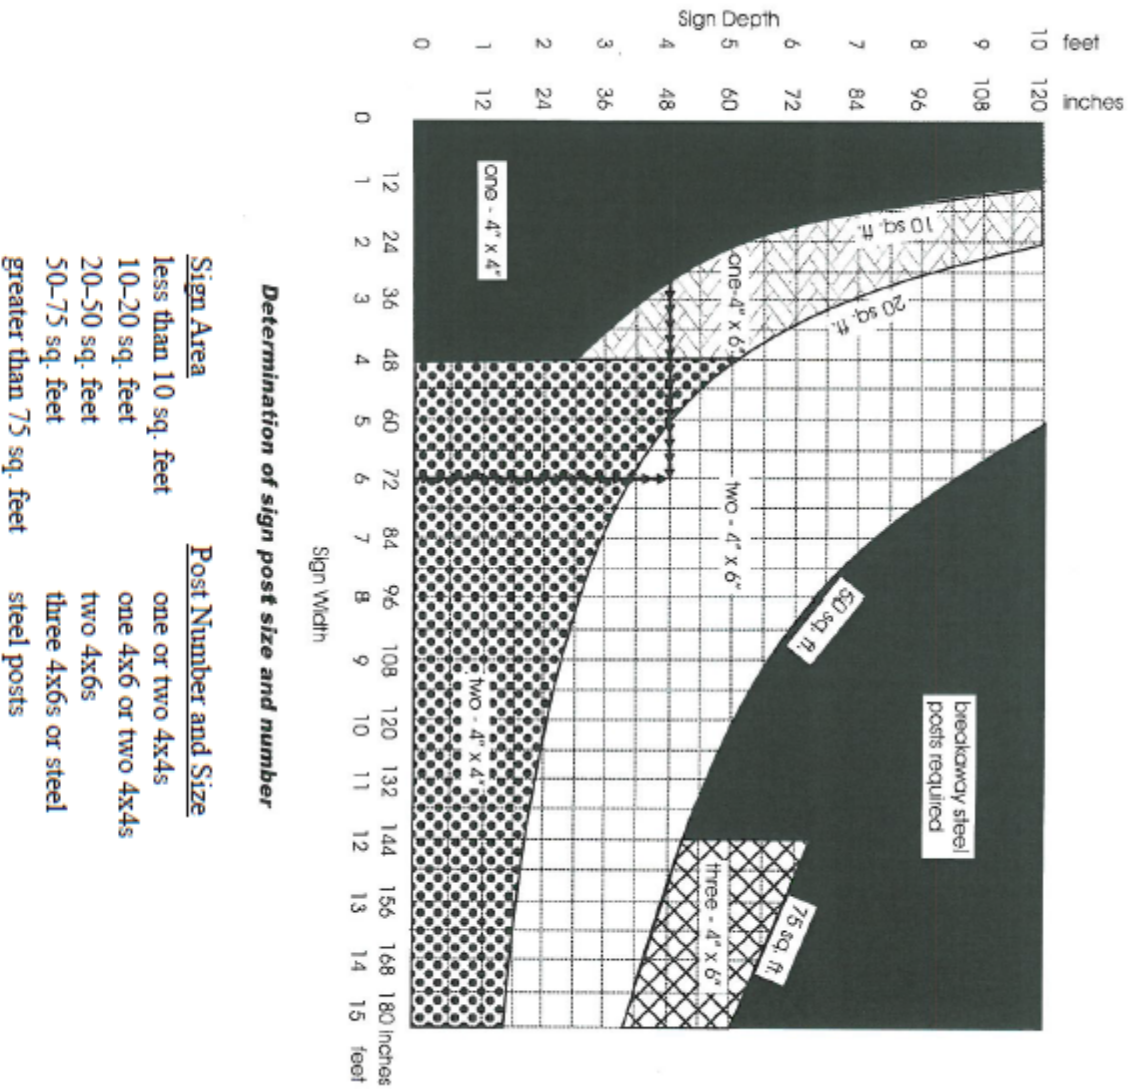 Sign Depth
10 9 8 7 6 5 4 3 2 1 0
feet
120 108 96 84 72 60 48 36 24 12
inches
one - 4" x 4"
10 sq. ft.
one-4" x 6"
20 sq. ft.
two - 4" x 6"
50 sq. ft.
breakaway steel
posts required
two - 4" x 4"
three - 4" x 6"
75 sq. ft.
12 24 36 48 60 72 84 96 108 120 132 144 156 168 180 inches
0 1 2 3 4 5 6 7 8 9 10 11 12 13 14 15 feet
Sign Width
Determination of sign post size and number
Sign Area Post Number and Size
less than 10 sq. feet one or two 4x4s
10-20 sq. feet one 4x6 or two 4x4s
20-50 sq. feet two 4x6s
50-75 sq. feet three 4x6s or steel
greater than 75 sq. feet steel posts